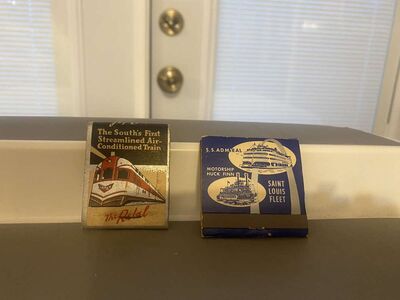 The South's First
Streamlined Air-
Conditioned Train
The Rebel
S.S. ADMIRAL
MOTORSHIP
HUCK FINN
SAINT
LOUIS
FLEET